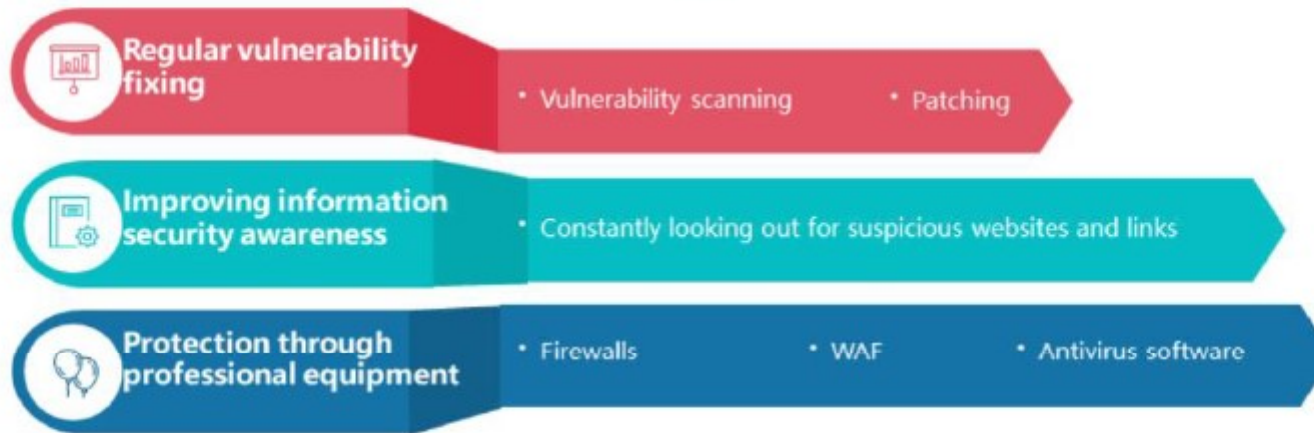 Regular vulnerability
fixing
• Vulnerability scanning • Patching
Improving information
security awareness
• Constantly looking out for suspicious websites and links
Protection through
professional equipment
• Firewalls • WAF • Antivirus software